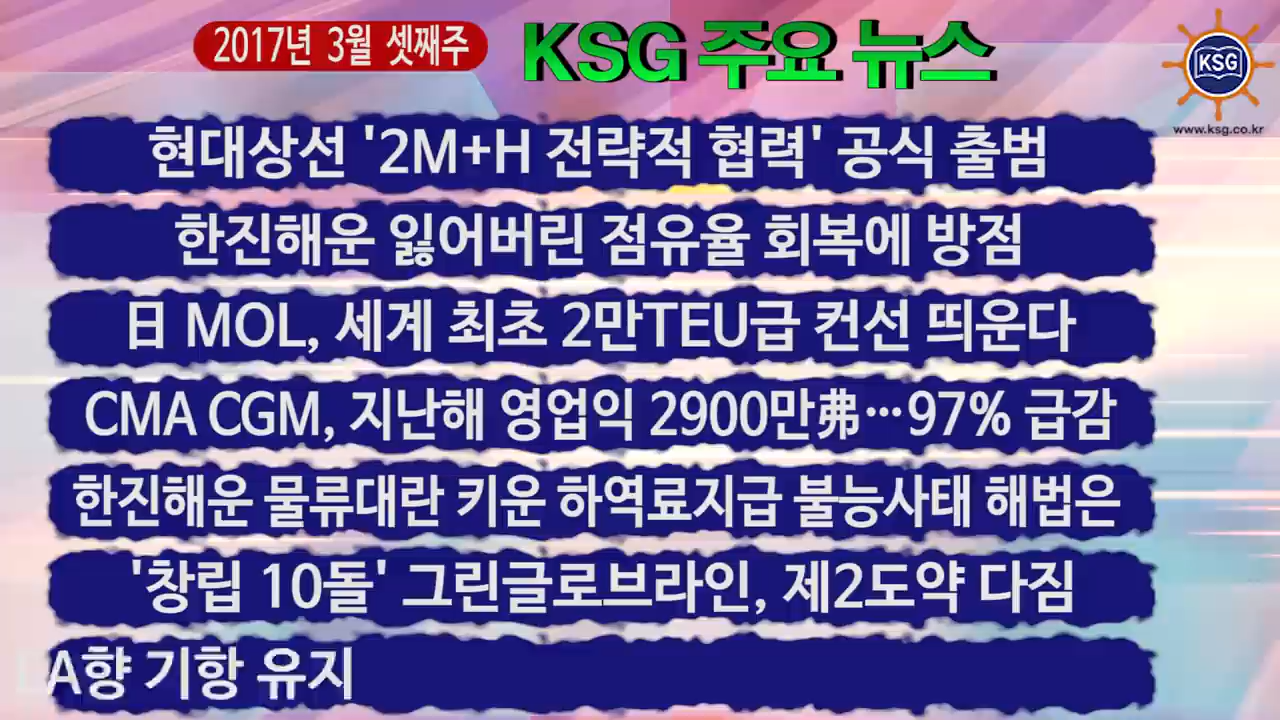 2017년 3월 셋째주
KSG 주요 뉴스
KSG
www.ksg.co.kr
현대상선 '2M+H 전략적 협력' 공식 출범
한진해운 잃어버린 점유율 회복에 방점
日 MOL, 세계 최초 2만TEU급 컨선 띄운다
CMA CGM, 지난해 영업익 2900만弗…97% 급감
한진해운 물류대란 키운 하역료지급 불능사태 해법은
'창립 10돌' 그린글로브라인, 제2도약 다짐
LA향 기항 유지